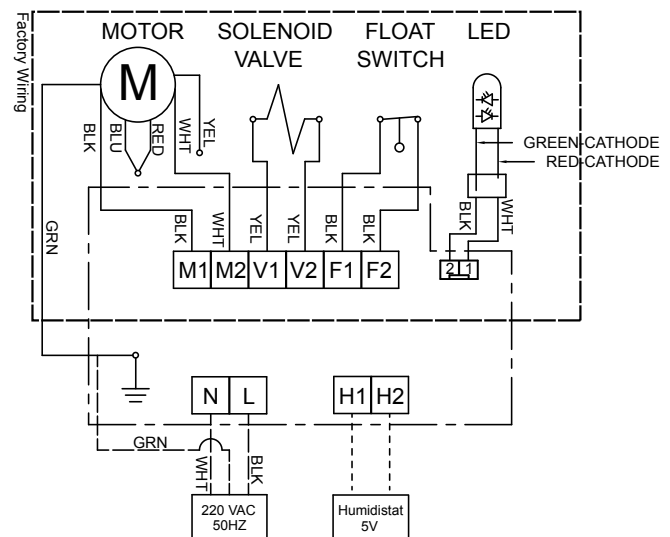 MOTOR
SOLENOID
VALVE
FLOAT
SWITCH
LED
Factory Wiring
M
BLK
BLU
RED
WHT
YEL
GREEN-CATHODE
RED-CATHODE
GRN
BLK
WHT
YEL
YEL
BLK
BLK
BLK
WHT
M1 M2 V1 V2 F1 F2
2 1
N L
H1 H2
GRN
WHT
BLK
220 VAC
50HZ
Humidistat
5V